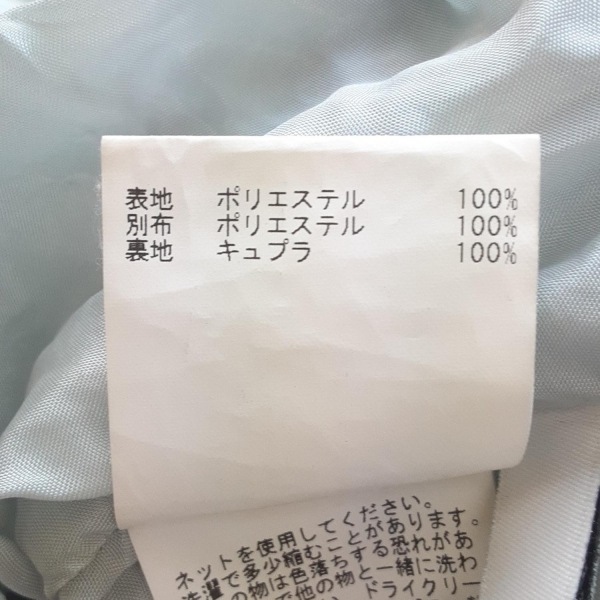 表地 ポリエステル 100%
別布 ポリエステル 100%
裏地 キュプラ 100%
ネットを使用してください。
で多少縮むことがあります。
の物は色落ちする恐れがあ
で他の物と一緒に洗わ
ドライクリー